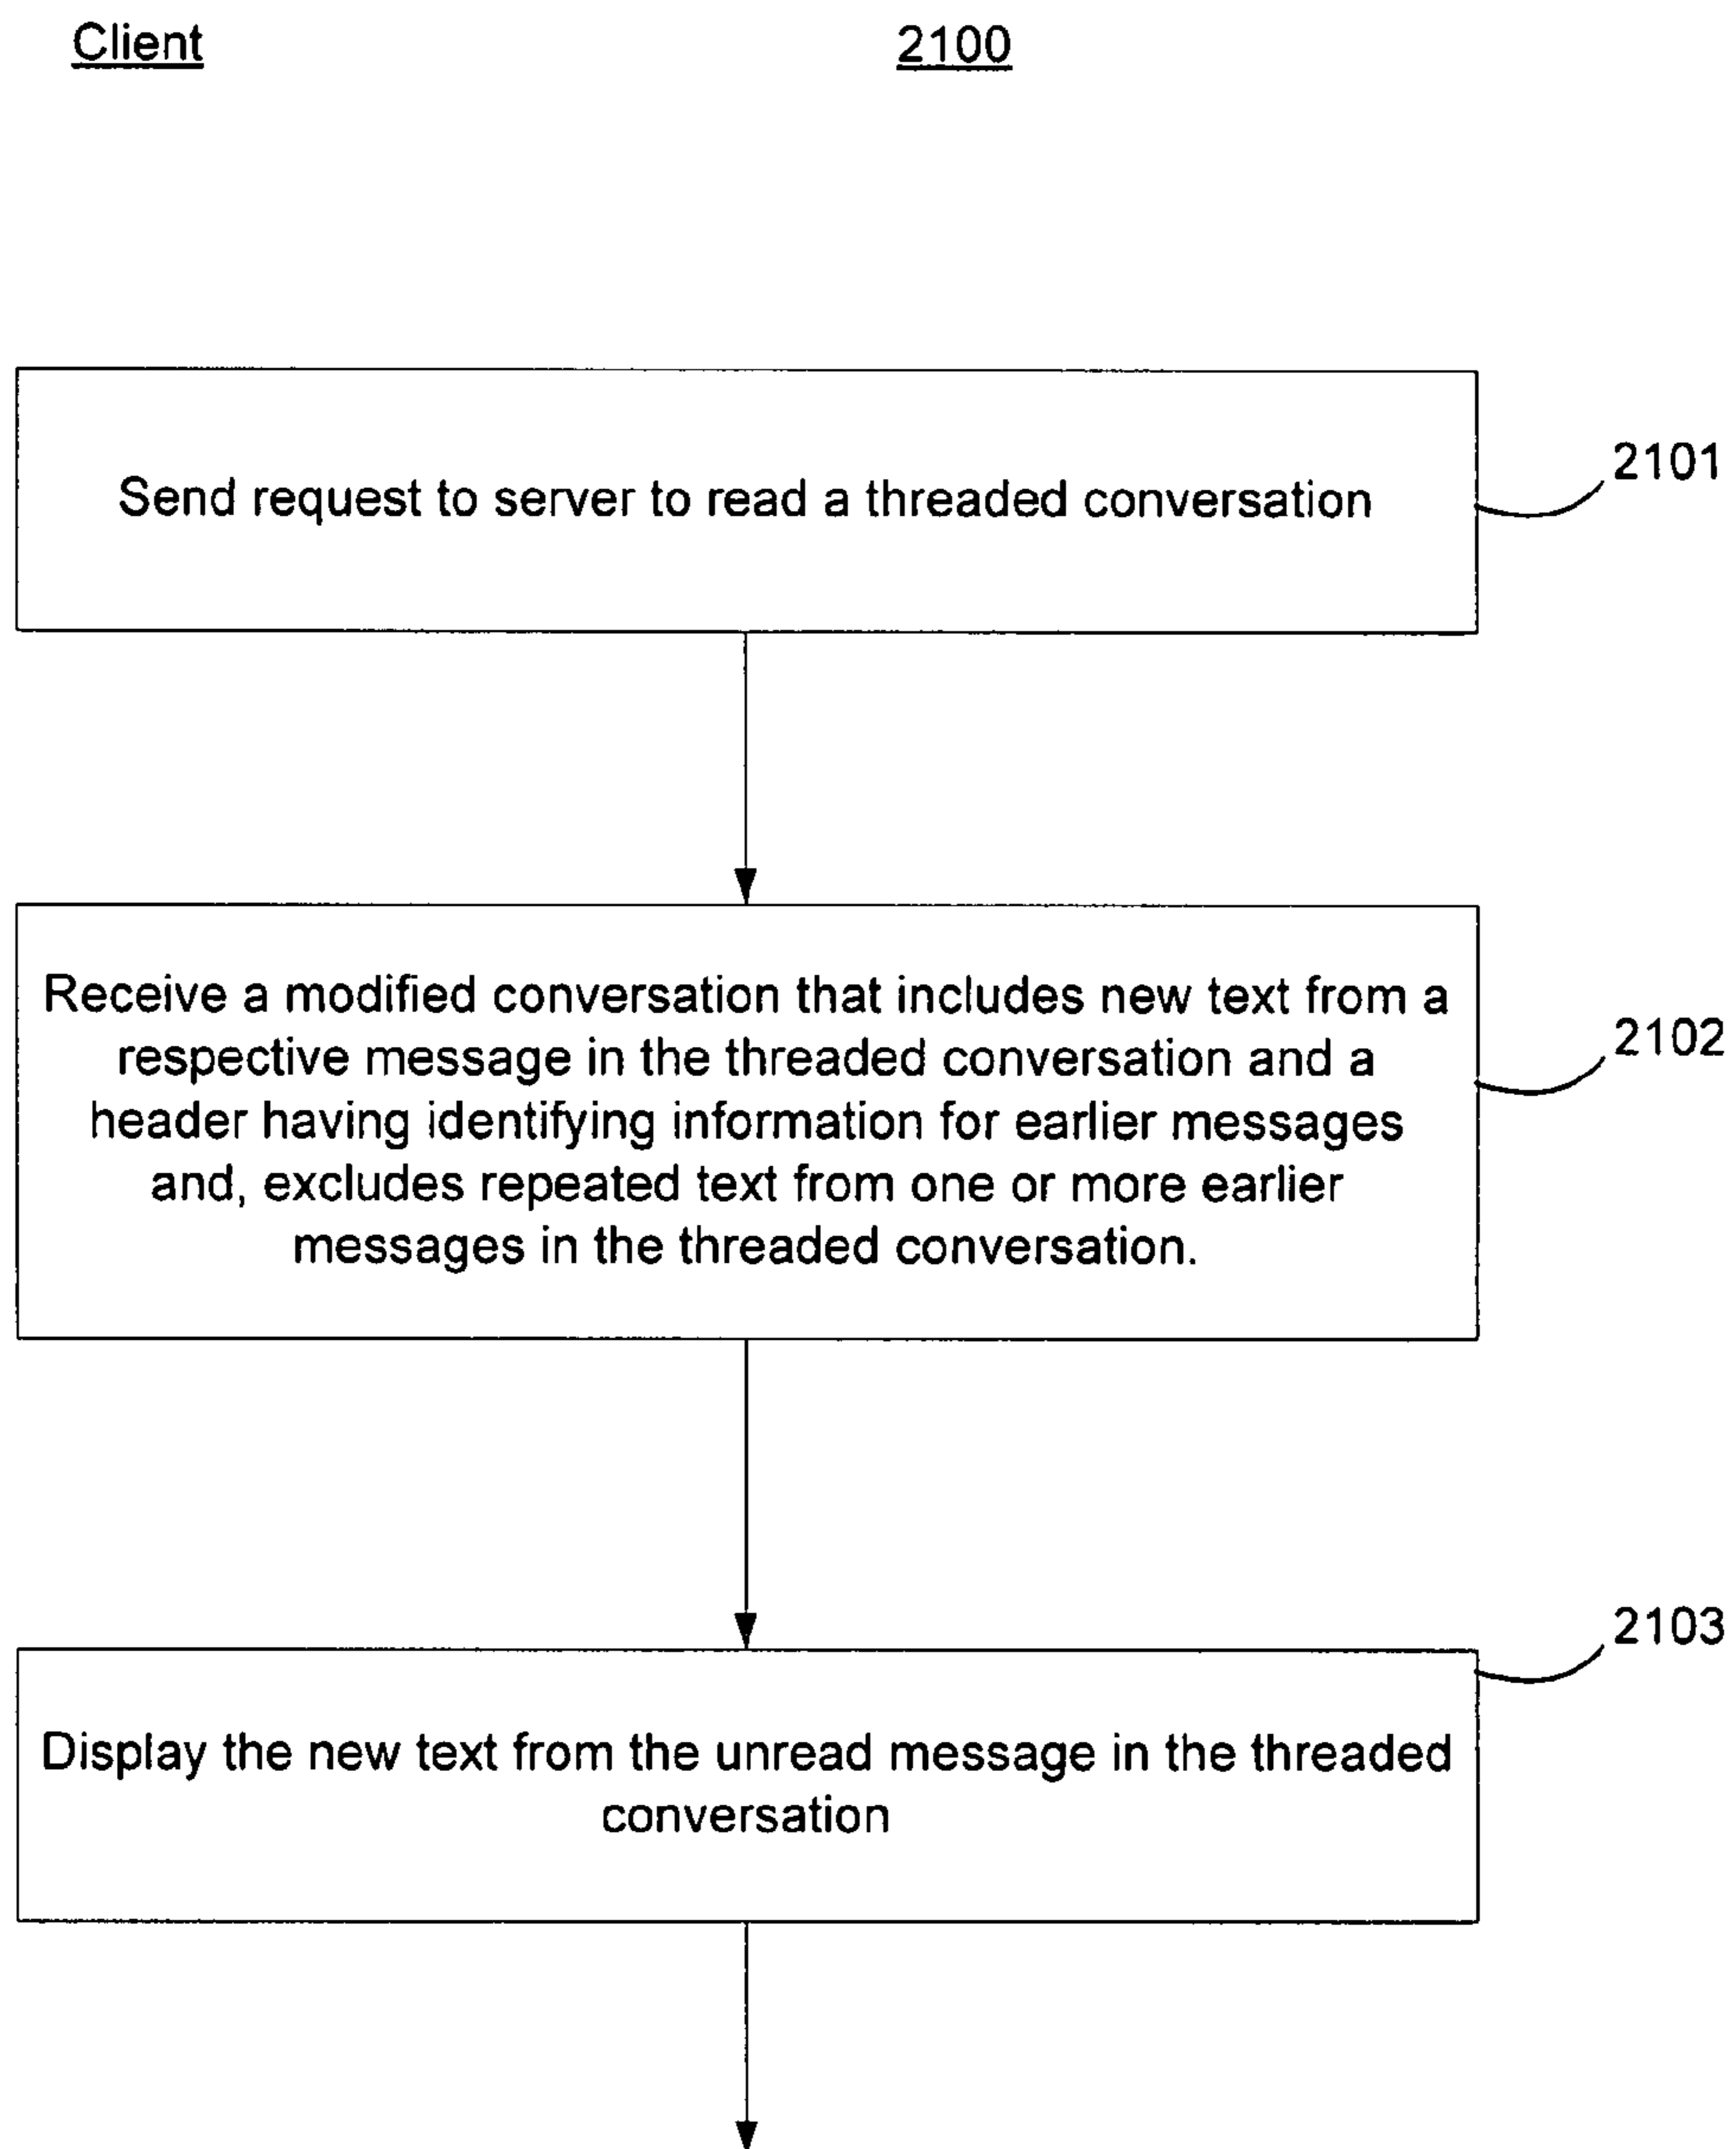 Client
2100
Send request to server to read a threaded conversation
2101
Receive a modified conversation that includes new text from a
respective message in the threaded conversation and a
header having identifying information for earlier messages
and, excludes repeated text from one or more earlier
messages in the threaded conversation.
2102
2103
Display the new text from the unread message in the threaded
conversation